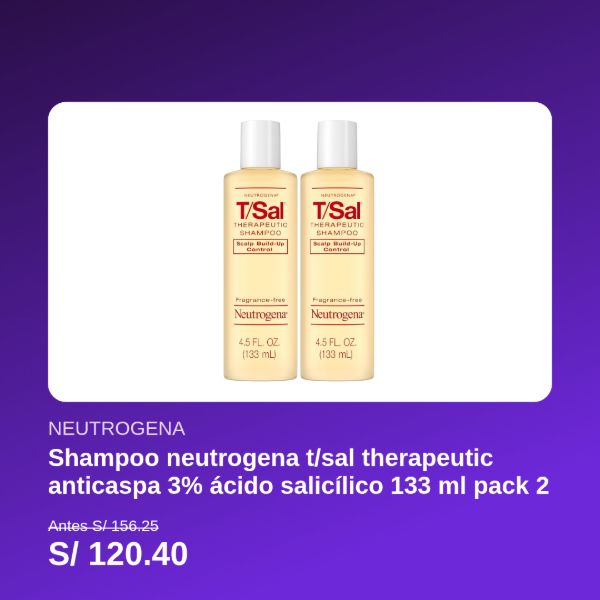 NEUTROGENA®
T/Sal
THERAPEUTIC
SHAMPOO
Scalp Build-Up
Control
Fragrance-free
Neutrogena®
4.5 FL. OZ.
(133 mL)
NEUTROGENA®
T/Sal
THERAPEUTIC
SHAMPOO
Scalp Build-Up
Control
Fragrance-free
Neutrogena®
4.5 FL. OZ.
(133 mL)
NEUTROGENA
Shampoo neutrogena t/sal therapeutic
anticaspa 3% ácido salicílico 133 ml pack 2
Antes S/ 156.25
S/ 120.40